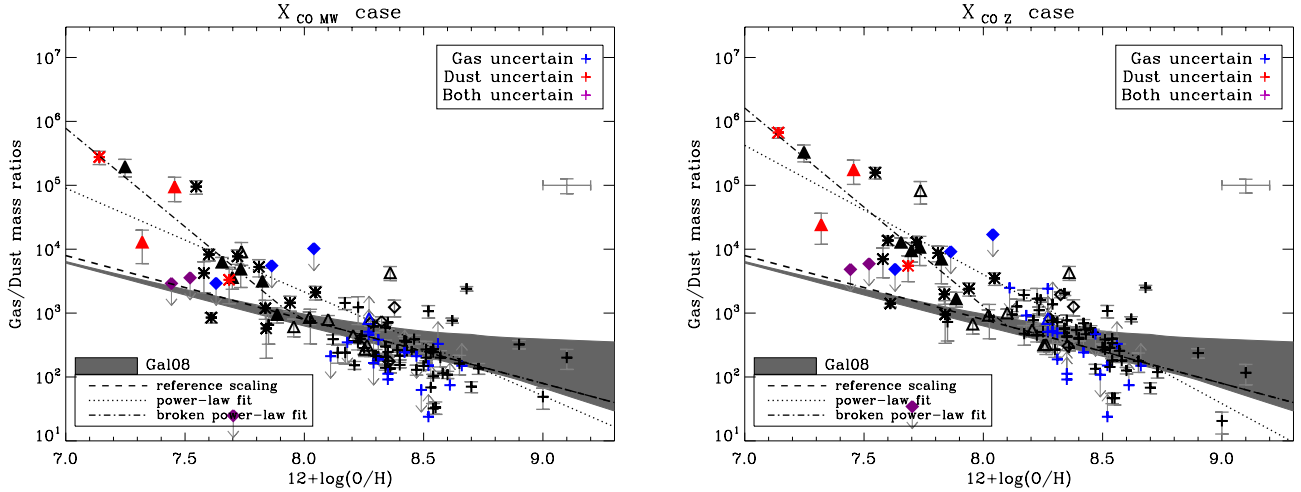 X CO MW case
10^7
10^6
10^5
10^4
10^3
10^2
10^1
Gas/Dust mass ratios
Gas uncertain
Dust uncertain
Both uncertain
Gal08
reference scaling
power-law fit
broken power-law fit
7.0 7.5 8.0 8.5 9.0
12+log(O/H)
X CO Z case
10^7
10^6
10^5
10^4
10^3
10^2
10^1
Gas/Dust mass ratios
Gas uncertain
Dust uncertain
Both uncertain
Gal08
reference scaling
power-law fit
broken power-law fit
7.0 7.5 8.0 8.5 9.0
12+log(O/H)